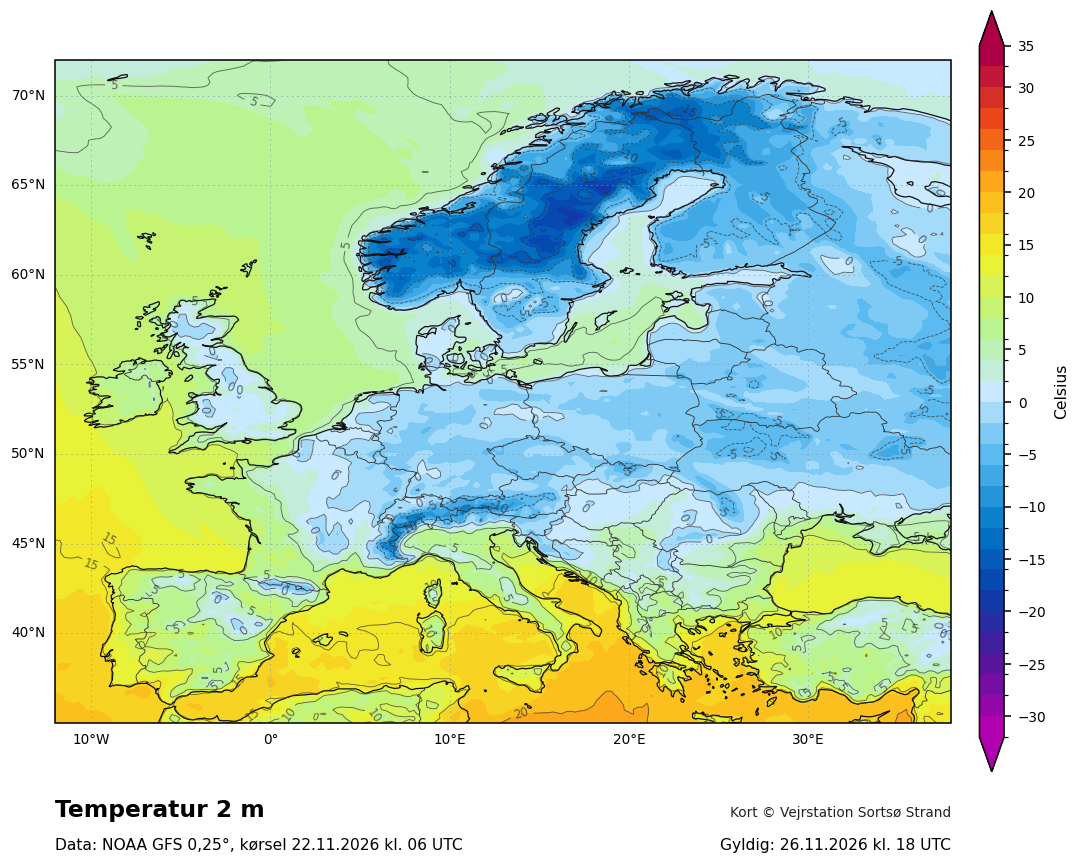 35
30
25
20
15
10
5
0
−5
−10
−15
−20
−25
−30
Celsius
70°N
65°N
60°N
55°N
50°N
45°N
40°N
10°W 0° 10°E 20°E 30°E
Temperatur 2 m
Kort © Vejrstation Sortsø Strand
Data: NOAA GFS 0,25°, kørsel 22.11.2026 kl. 06 UTC
Gyldig: 26.11.2026 kl. 18 UTC